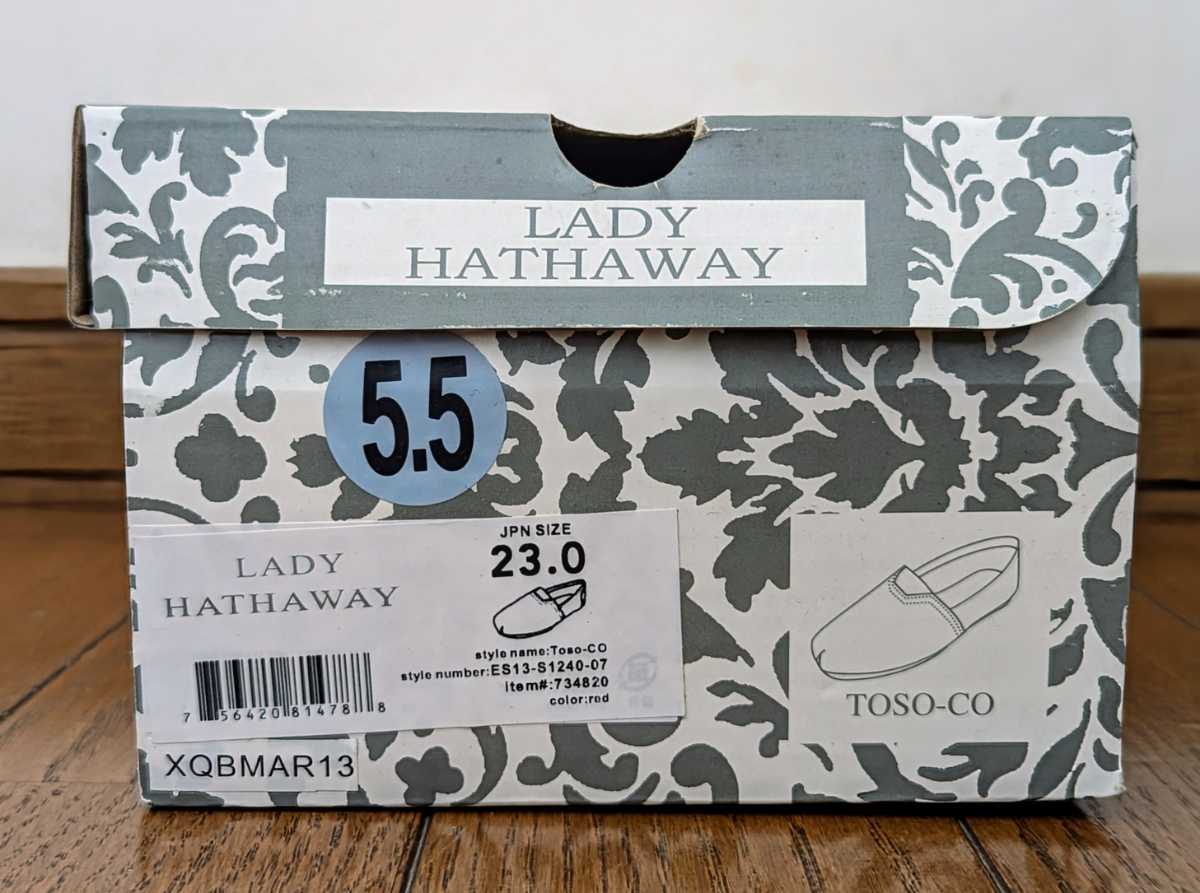 LADY
HATHAWAY
5.5
JPN SIZE
23.0
LADY
HATHAWAY
style name:Toso-CO
style number:ES13-S1240-07
item#:734820
color:red
7 56420 81478 8
TOSO-CO
XQBMAR13